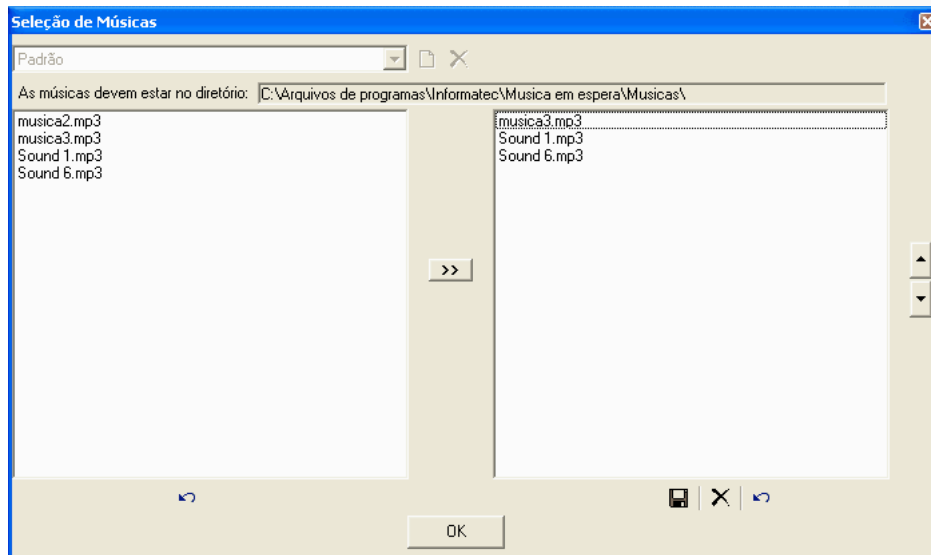 Seleção de Músicas
Padrão
As músicas devem estar no diretório: C:\Arquivos de programas\Informatec\Musica em espera\Musicas\
musica2.mp3
musica3.mp3
Sound 1.mp3
Sound 6.mp3
>>
musica3.mp3
Sound 1.mp3
Sound 6.mp3
OK